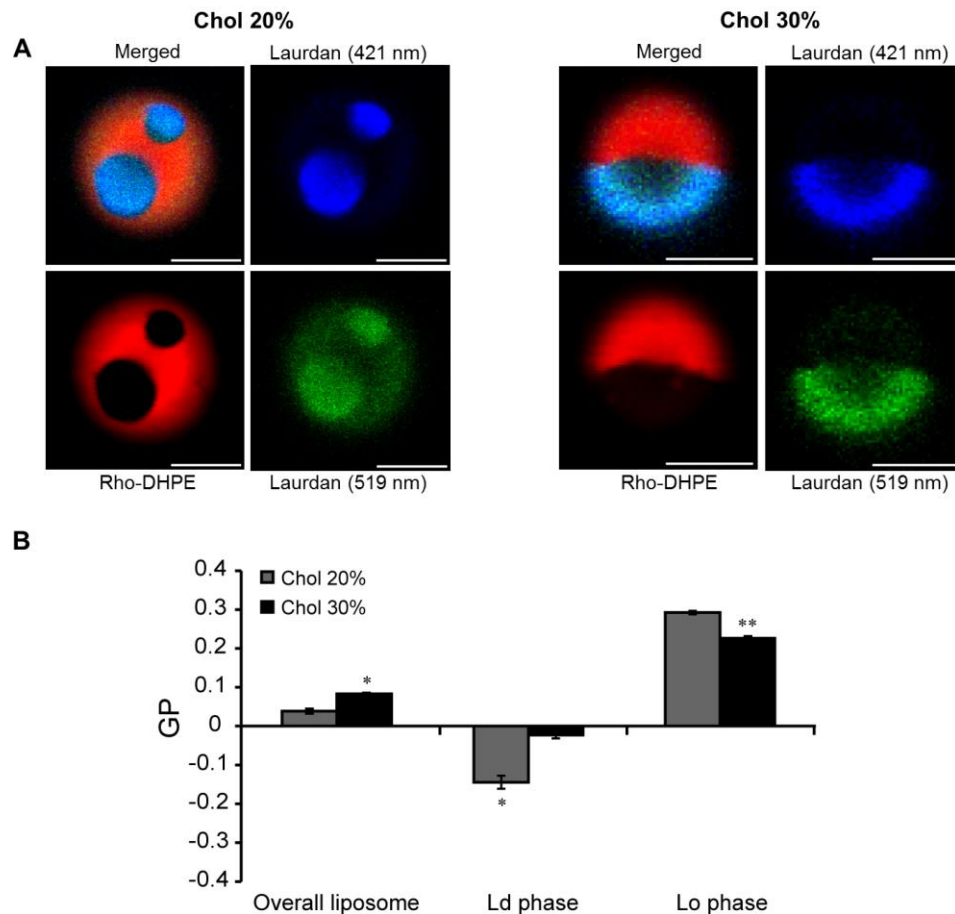 Chol 20%
Chol 30%
A
Merged
Laurdan (421 nm)
Merged
Laurdan (421 nm)
Rho-DHPE
Laurdan (519 nm)
Rho-DHPE
Laurdan (519 nm)
B
Chol 20%
Chol 30%
GP
0.4
0.3
0.2
0.1
0
-0.1
-0.2
-0.3
-0.4
*
*
**
Overall liposome
Ld phase
Lo phase